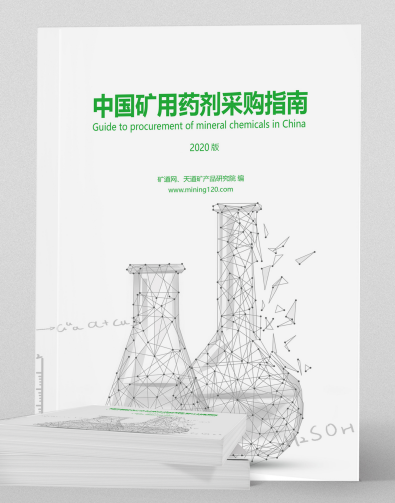 中国矿用药剂采购指南
Guide to procurement of mineral chemicals in China
2020 版
矿道网、天道矿产品研究院 编
www.mining120.com